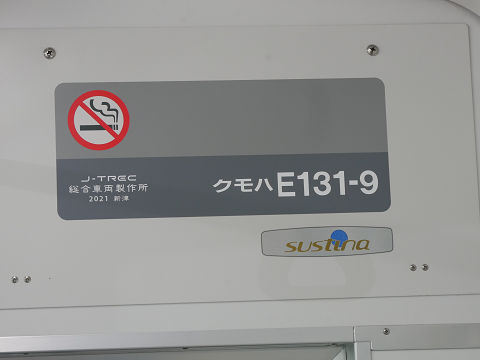 J-TREC
総合車両製作所
2021 新津
クモハE131-9
sustina